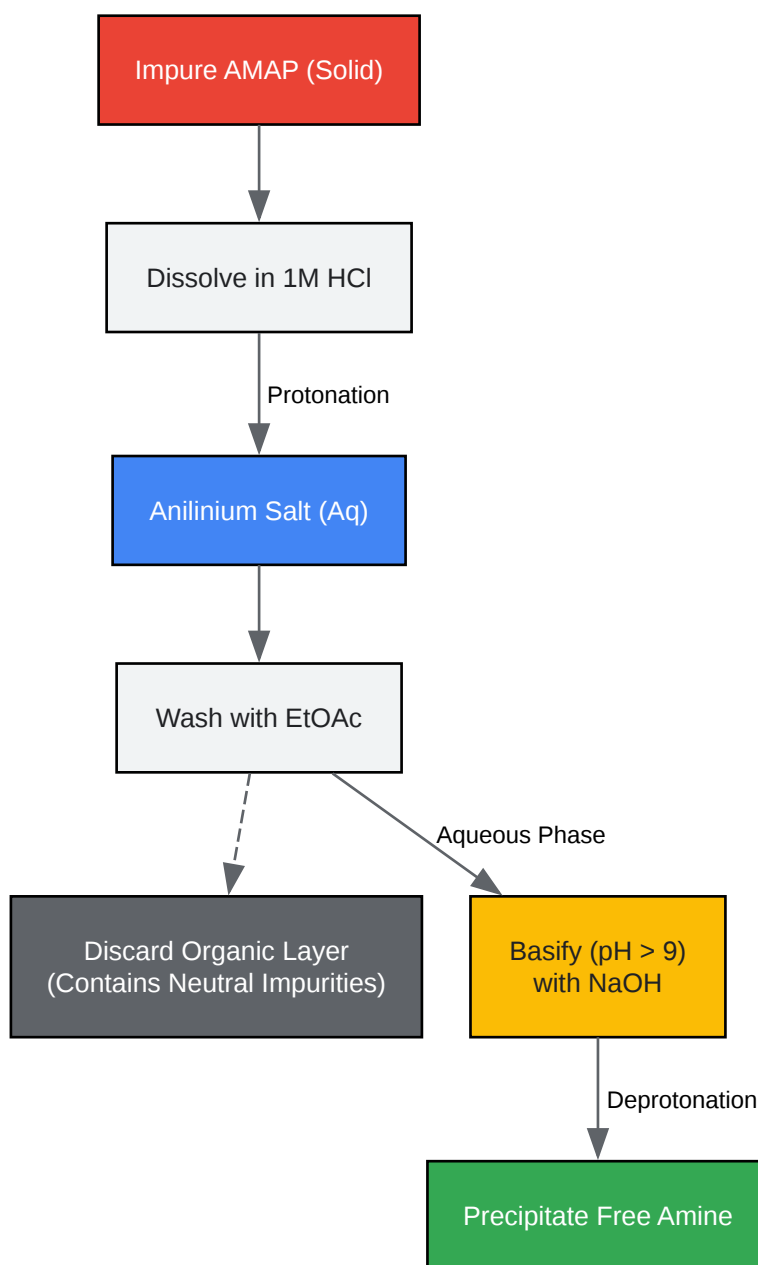 Impure AMAP (Solid)
Dissolve in 1M HCl
Protonation
Anilinium Salt (Aq)
Wash with EtOAc
Aqueous Phase
Discard Organic Layer
(Contains Neutral Impurities)
Basify (pH > 9)
with NaOH
Deprotonation
Precipitate Free Amine